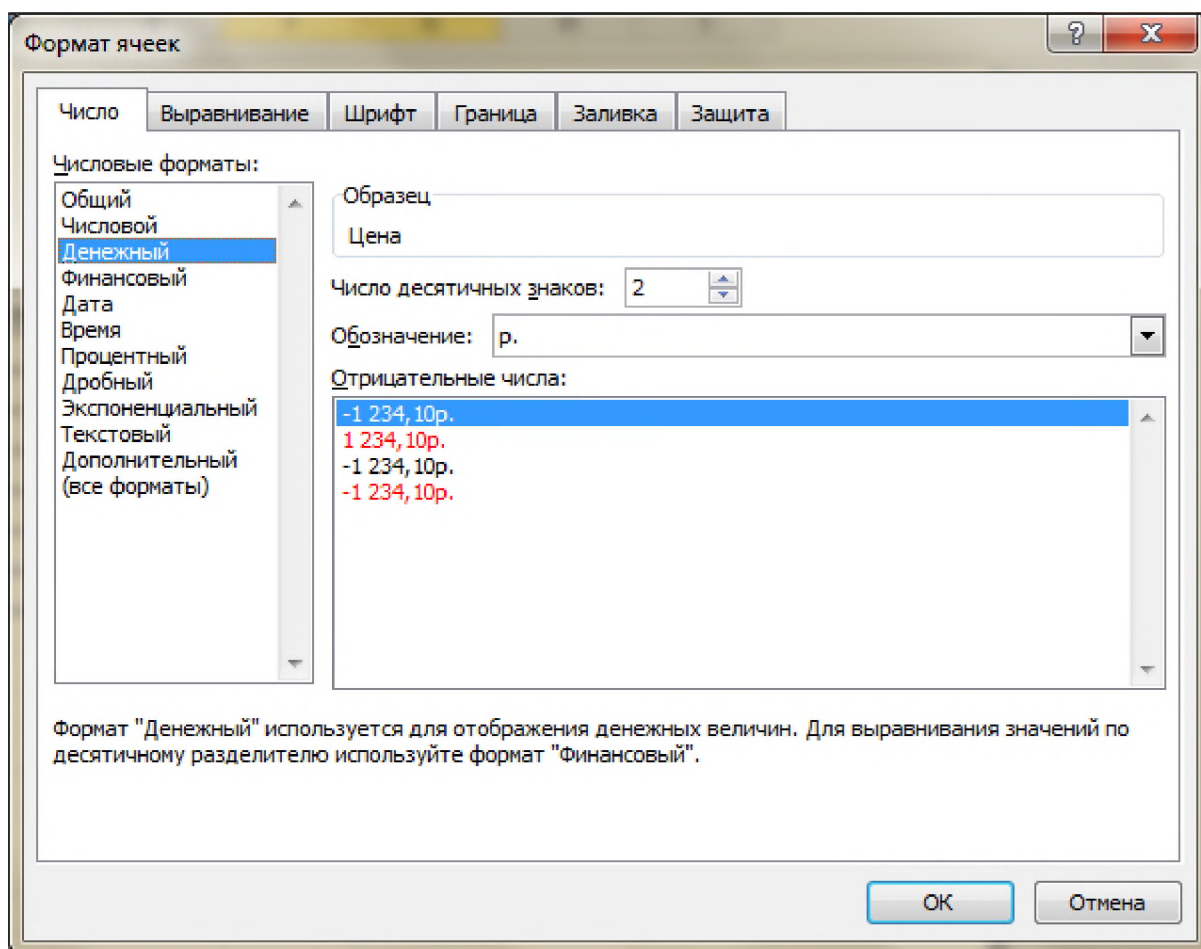 Формат ячеек
Число
Выравнивание
Шрифт
Граница
Заливка
Защита
Числовые форматы:
Общий
Числовой
Денежный
Финансовый
Дата
Время
Процентный
Дробный
Экспоненциальный
Текстовый
Дополнительный
(все форматы)
Образец
Цена
Число десятичных знаков: 2
Обозначение: р.
Отрицательные числа:
-1 234,10р.
1 234,10р.
-1 234,10р.
-1 234,10р.
Формат "Денежный" используется для отображения денежных величин. Для выравнивания значений по
десятичному разделителю используйте формат "Финансовый".
ОК
Отмена